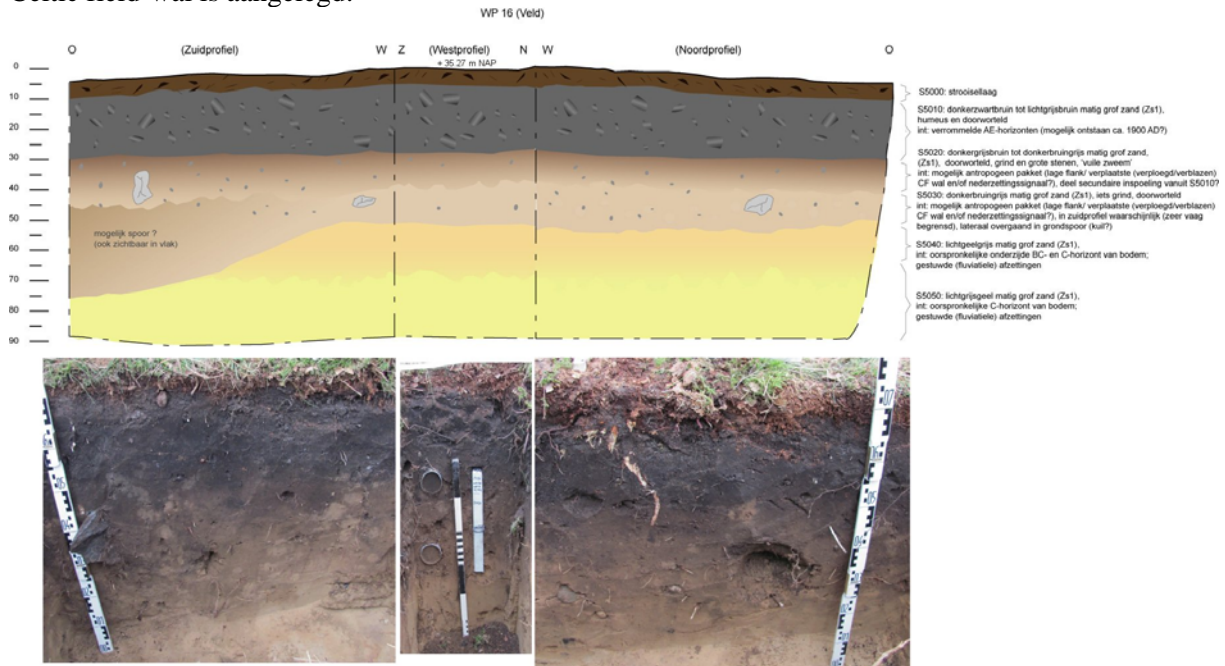 Celtic field-wal is aangelegd.
WP 16 (Veld)
O (Zuidprofiel) W Z (Westprofiel) N W (Noordprofiel) O
+ 35.27 m NAP
0
10
20
30
40
50
60
70
80
90
mogelijk spoor ?
(ook zichtbaar in vlak)
S5000: strooisellaag
S5010: donkerzwartbruin tot lichtgrijsbruin matig grof zand (Zs1),
humeus en doorworteld
int: verrommelde AE-horizonten (mogelijk ontstaan ca. 1900 AD?)
S5020: donkergrijsbruin tot donkerbruingrijs matig grof zand,
(Zs1), doorworteld, grind en grote stenen, 'vuile zweem'
int: mogelijk antropogeen pakket (lage flank/ verplaatste (verploegd/verblazen)
CF wal en/of nederzettingssignaal?), deel secundaire inspoeling vanuit S5010?
S5030: donkerbruingrijs matig grof zand (Zs1), iets grind, doorworteld
int: mogelijk antropogeen pakket (lage flank/ verplaatste (verploegd/verblazen)
CF wal en/of nederzettingssignaal?), in zuidprofiel waarschijnlijk (zeer vaag
begrensd), lateraal overgaand in grondspoor (kuil?)
S5040: lichtgeelgrijs matig grof zand (Zs1),
int: oorspronkelijke onderzijde BC- en C-horizont van bodem;
gestuwde (fluviatiele) afzettingen
S5050: lichtgrijsgeel matig grof zand (Zs1),
int: oorspronkelijke C-horizont van bodem;
gestuwde (fluviatiele) afzettingen